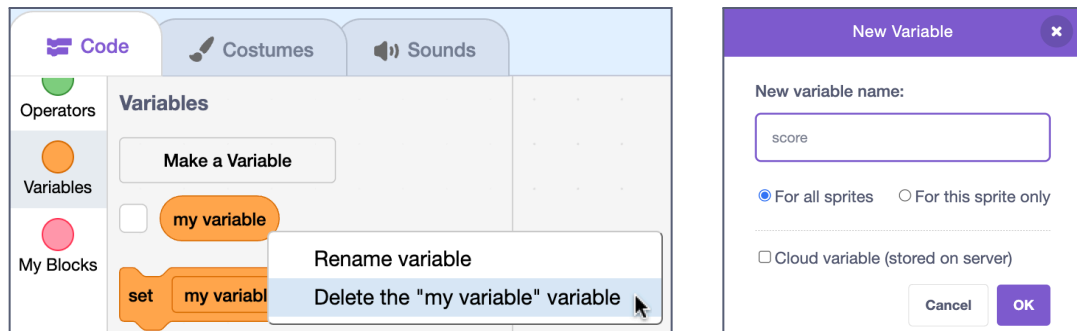 Code
Costumes
Sounds
Operators
Variables
My Blocks
Variables
Make a Variable
my variable
set my variabl
Rename variable
Delete the "my variable" variable
New Variable
New variable name:
score
For all sprites For this sprite only
Cloud variable (stored on server)
Cancel OK